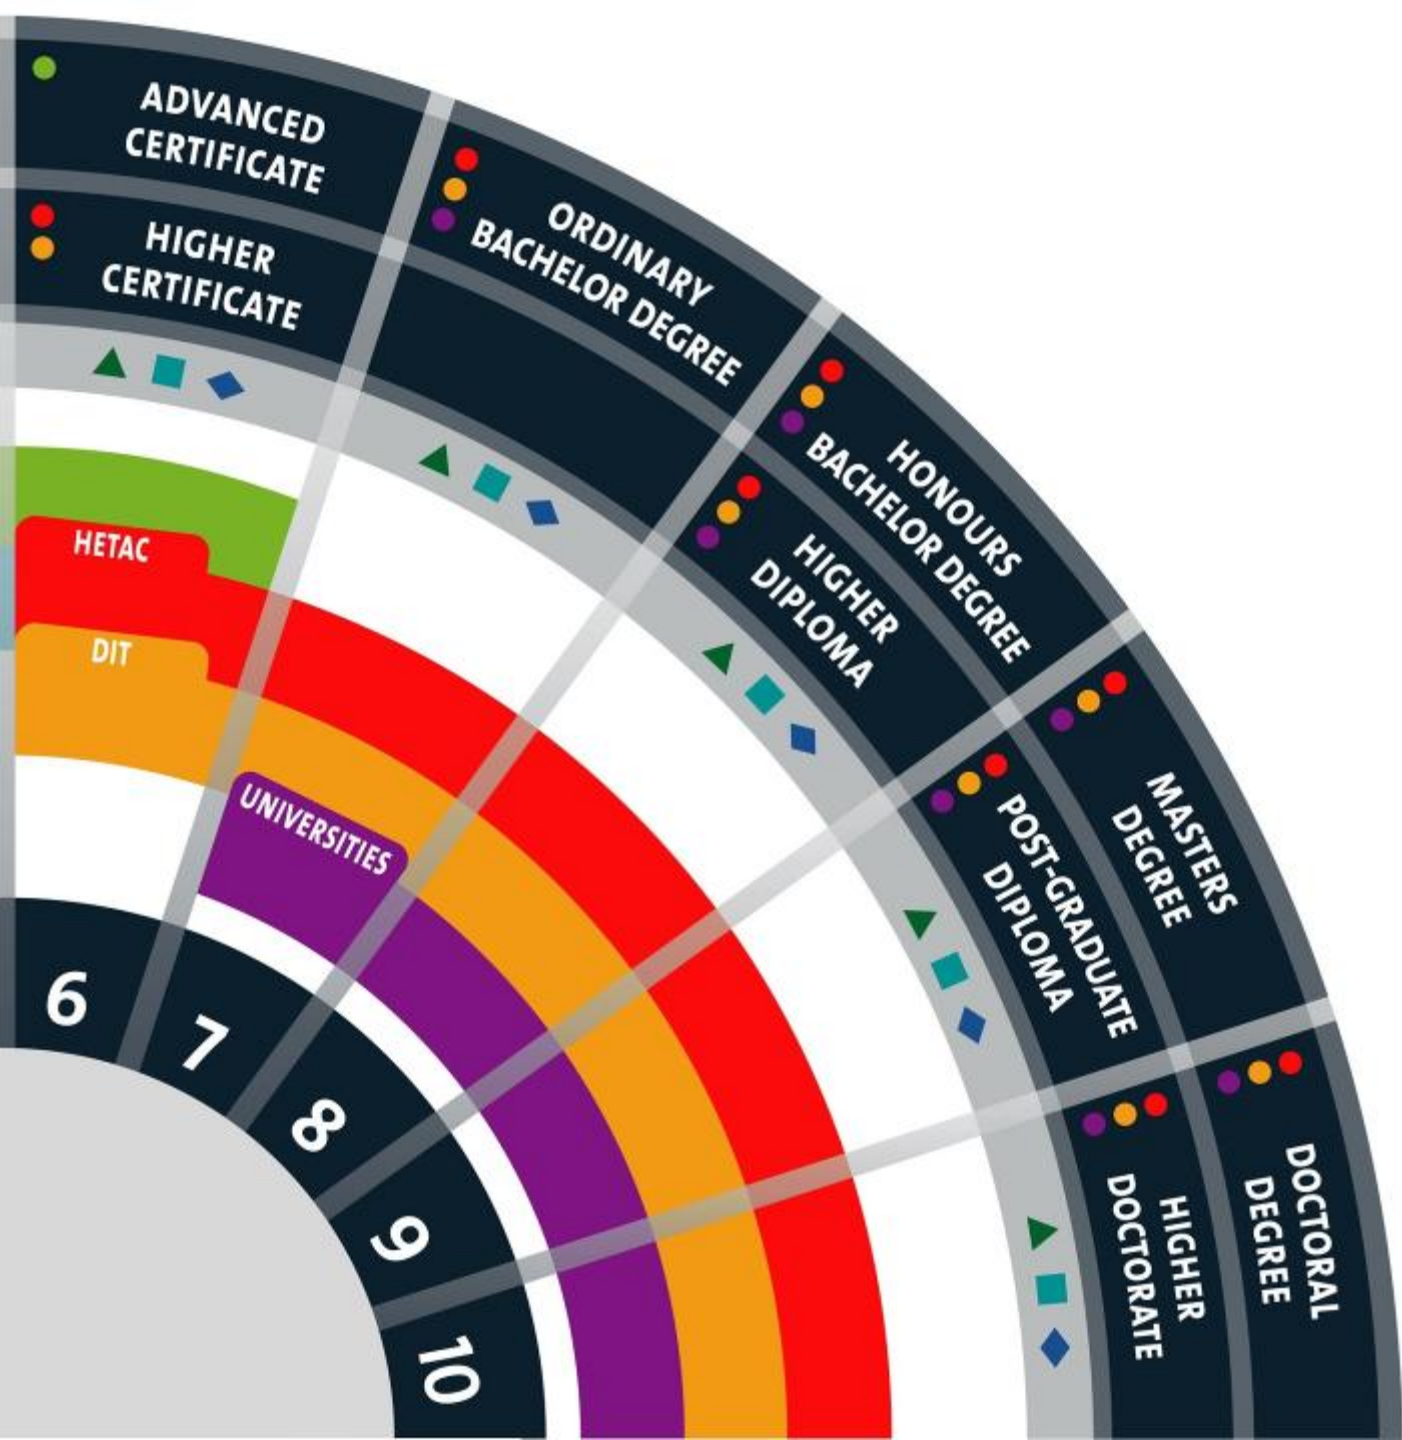 ADVANCED
CERTIFICATE
HIGHER
CERTIFICATE
ORDINARY
BACHELOR DEGREE
HONOURS
BACHELOR DEGREE
HIGHER
DIPLOMA
MASTERS
DEGREE
POST-GRADUATE
DIPLOMA
DOCTORAL
DEGREE
HIGHER
DOCTORATE
HETAC
DIT
UNIVERSITIES
6
7
8
9
10